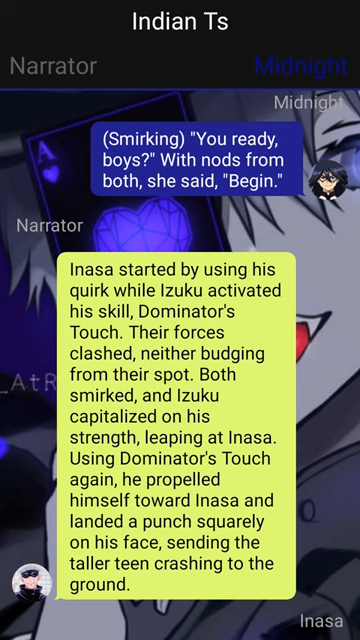 Indian Ts
Narrator
Midnight
Midnight
(Smirking) "You ready,
boys?" With nods from
both, she said, "Begin."
A
Narrator
Inasa started by using his
quirk while Izuku activated
his skill, Dominator's
Touch. Their forces
clashed, neither budging
from their spot. Both
smirked, and Izuku
capitalized on his
strength, leaping at Inasa.
Using Dominator's Touch
again, he propelled
himself toward Inasa and
landed a punch squarely
on his face, sending the
taller teen crashing to the
ground.
_AtR
Inasa